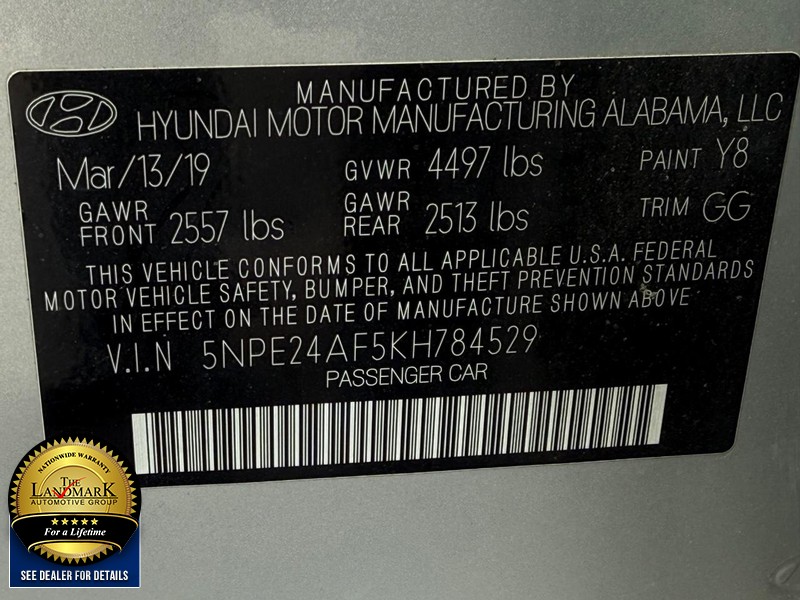 MANUFACTURED BY
HYUNDAI MOTOR MANUFACTURING ALABAMA, LLC
Mar/13/19 GVWR 4497 lbs PAINT Y8
GAWR FRONT 2557 lbs GAWR REAR 2513 lbs TRIM GG
THIS VEHICLE CONFORMS TO ALL APPLICABLE U.S.A. FEDERAL
MOTOR VEHICLE SAFETY, BUMPER, AND THEFT PREVENTION STANDARDS
IN EFFECT ON THE DATE OF MANUFACTURE SHOWN ABOVE
V.I.N 5NPE24AF5KH784529
PASSENGER CAR
NATIONWIDE WARRANTY
THE
LANDMARK
AUTOMOTIVE GROUP
For a Lifetime
SEE DEALER FOR DETAILS